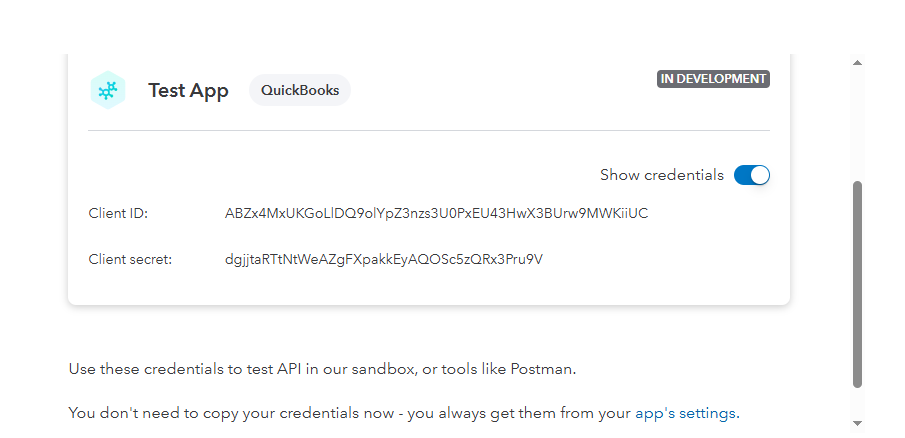 Test App
QuickBooks
IN DEVELOPMENT
Show credentials
Client ID: ABZx4MxUKGoLlDQ9olYpZ3nzs3U0PxEU43HwX3BUrw9MWKiiUC
Client secret: dgjjtaRTtNtWeAZgFXpakkEyAQOSc5zQRx3Pru9V
Use these credentials to test API in our sandbox, or tools like Postman.
You don't need to copy your credentials now - you always get them from your app's settings.